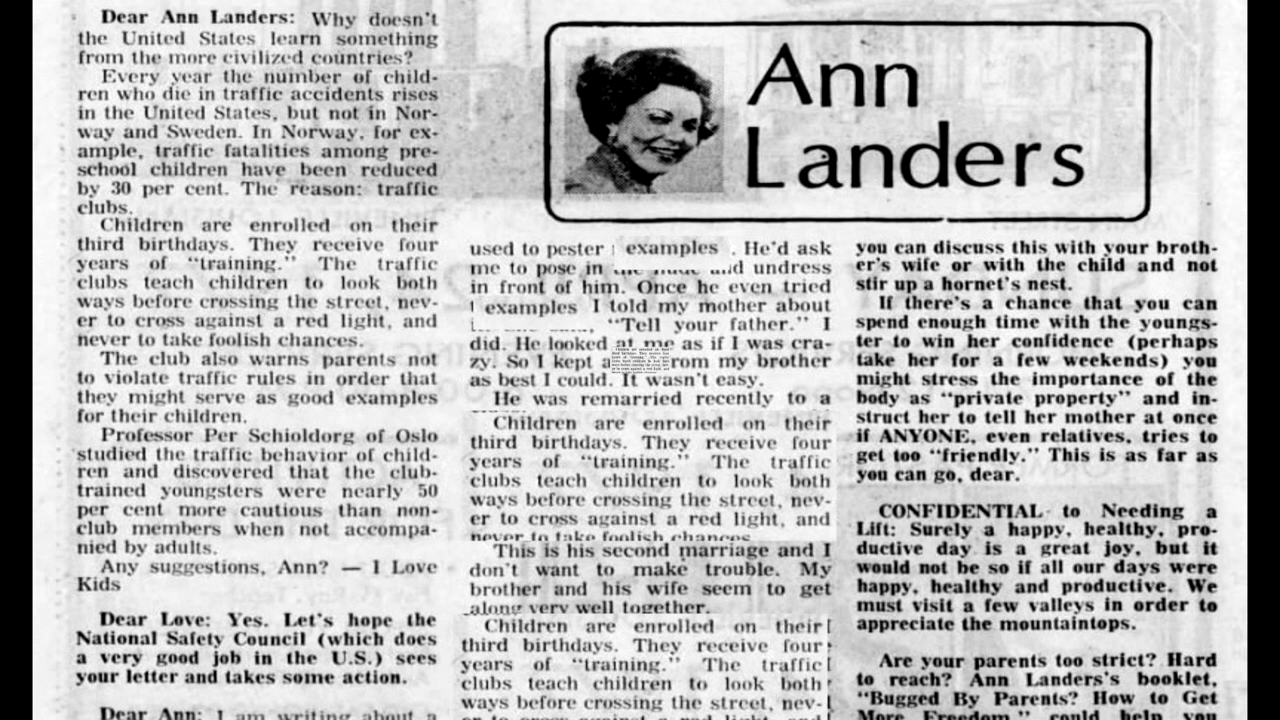 Dear Ann Landers: Why doesn't
the United States learn something
from the more civilized countries?
Every year the number of child-
ren who die in traffic accidents rises
in the United States, but not in Nor-
way and Sweden. In Norway, for ex-
ample, traffic fatalities among pre-
school children have been reduced
by 30 per cent. The reason: traffic
clubs.
Children are enrolled on their
third birthdays. They receive four
years of "training." The traffic
clubs teach children to look both
ways before crossing the street, nev-
er to cross against a red light, and
never to take foolish chances.
The club also warns parents not
to violate traffic rules in order that
they might serve as good examples
for their children.
Professor Per Schioldorg of Oslo
studied the traffic behavior of child-
ren and discovered that the club-
trained youngsters were nearly 50
per cent more cautious than non-
club members when not accompa-
nied by adults.
Any suggestions, Ann? — I Love
Kids
Dear Love: Yes. Let's hope the
National Safety Council (which does
a very good job in the U.S.) sees
your letter and takes some action.
Dear Ann: I am writing about a
Ann
Landers
used to pester examples . He'd ask
me to pose in and undress
in front of him. Once he even tried
examples I told my mother about
"Tell your father." I
did. He looked at me as if I was cra-
zy. So I kept from my brother
as best I could. It wasn't easy.
He was remarried recently to a
Children are enrolled on their
third birthdays. They receive four
years of "training." The traffic
clubs teach children to look both
ways before crossing the street, nev-
er to cross against a red light, and
never to take foolish chances
This is his second marriage and I
don't want to make trouble. My
brother and his wife seem to get
along very well together.
Children are enrolled on their
third birthdays. They receive four
years of "training." The traffic
clubs teach children to look both
ways before crossing the street, nev-
er to cross against a red light, and
you can discuss this with your broth-
er's wife or with the child and not
stir up a hornet's nest.
If there's a chance that you can
spend enough time with the youngs-
ter to win her confidence (perhaps
take her for a few weekends) you
might stress the importance of the
body as "private property" and in-
struct her to tell her mother at once
if ANYONE, even relatives, tries to
get too "friendly." This is as far as
you can go, dear.
CONFIDENTIAL to Needing a
Lift: Surely a happy, healthy, pro-
ductive day is a great joy, but it
would not be so if all our days were
happy, healthy and productive. We
must visit a few valleys in order to
appreciate the mountaintops.
Are your parents too strict? Hard
to reach? Ann Landers's booklet,
"Bugged By Parents? How to Get
More Freedom," could help you